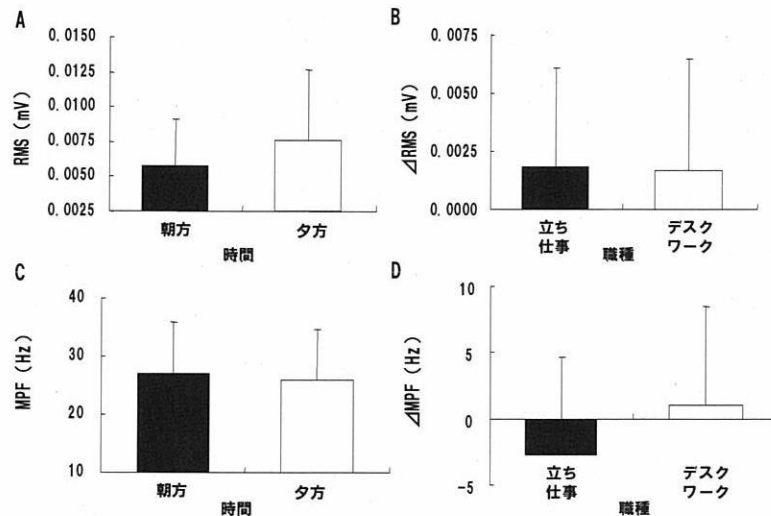 A
RMS (mV)
0.0150
0.0125
0.0100
0.0075
0.0050
0.0025
朝方
夕方
時間
B
⊿RMS (mV)
0.0075
0.0050
0.0025
0.0000
立ち
仕事
デスク
ワーク
職種
C
MPF (Hz)
40
30
20
10
朝方
夕方
時間
D
⊿MPF (Hz)
10
5
0
-5
立ち
仕事
デスク
ワーク
職種